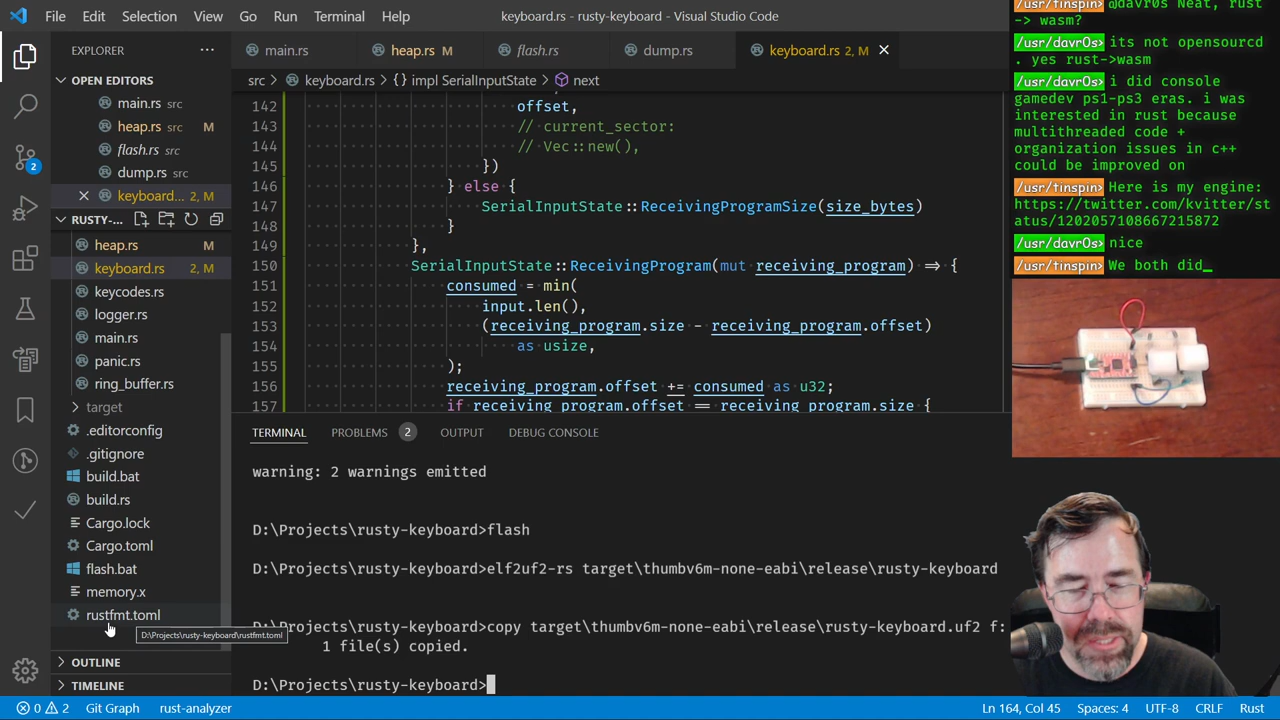 File Edit Selection View Go Run Terminal Help keyboard.rs - rusty-keyboard - Visual Studio Code
EXPLORER ···
main.rs heap.rs M flash.rs dump.rs keyboard.rs 2, M
src > keyboard.rs > {} impl SerialInputState > next
OPEN EDITORS
main.rs src
heap.rs src M
flash.rs src
dump.rs src
keyboard... 2, M
RUSTY-...
heap.rs M
keyboard.rs 2, M
keycodes.rs
logger.rs
main.rs
panic.rs
ring_buffer.rs
target
.editorconfig
.gitignore
build.bat
build.rs
Cargo.lock
Cargo.toml
flash.bat
memory.x
rustfmt.toml
D:\Projects\rusty-keyboard\rustfmt.toml
OUTLINE
TIMELINE
2
142 offset,
143 // current_sector:
144 // Vec::new(),
145 })
146 } else {
147 SerialInputState::ReceivingProgramSize(size_bytes)
148 }
149 },
150 SerialInputState::ReceivingProgram(mut receiving_program) => {
151 consumed = min(
152 input.len(),
153 (receiving_program.size - receiving_program.offset)
154 as usize,
155 );
156 receiving_program.offset += consumed as u32;
157 if receiving_program.offset == receiving_program.size {
TERMINAL PROBLEMS 2 OUTPUT DEBUG CONSOLE
warning: 2 warnings emitted
D:\Projects\rusty-keyboard>flash
D:\Projects\rusty-keyboard>elf2uf2-rs target\thumbv6m-none-eabi\release\rusty-keyboard
D:\Projects\rusty-keyboard>copy target\thumbv6m-none-eabi\release\rusty-keyboard.uf2 f:
1 file(s) copied.
D:\Projects\rusty-keyboard>
/usr/tinspin> @davr0s Neat, rust
-> wasm?
/usr/davr0s> its not opensourcd
. yes rust->wasm
/usr/davr0s> i did console
gamedev ps1-ps3 eras. i was
interested in rust because
multithreaded code +
organization issues in c++
could be improved on
/usr/tinspin> Here is my engine:
https://twitter.com/kvitter/st
atus/1202057108667215872
/usr/davr0s> nice
/usr/tinspin> We both did_
0 2 Git Graph rust-analyzer Ln 164, Col 45 Spaces: 4 UTF-8 CRLF Rust